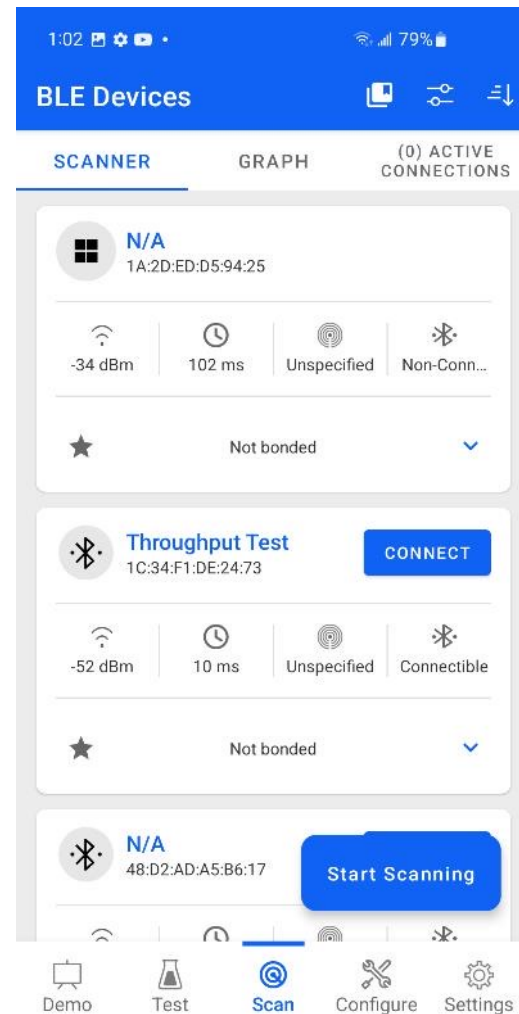 1:02 79%
BLE Devices
SCANNER GRAPH (0) ACTIVE CONNECTIONS
N/A
1A:2D:ED:D5:94:25
-34 dBm 102 ms Unspecified Non-Conn...
Not bonded
Throughput Test CONNECT
1C:34:F1:DE:24:73
-52 dBm 10 ms Unspecified Connectible
Not bonded
N/A
48:D2:AD:A5:B6:17
Start Scanning
Demo Test Scan Configure Settings